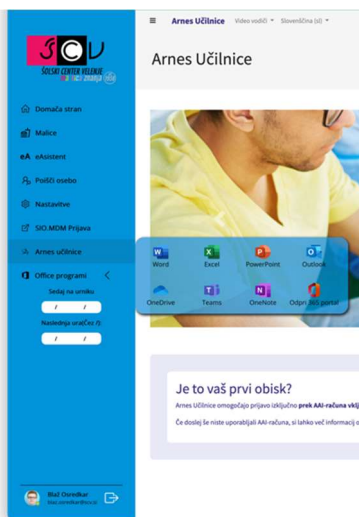 Arnes Učilnice Video vodiči Slovenščina (sl)
SCV
ŠOLSKI CENTER VELENJE
Arnes Učilnice
Domača stran
Malice
eA eAsistent
Poišči osebo
Nastavitve
SIO.MDM Prijava
Arnes učilnice
Word Excel PowerPoint Outlook
Office programi
OneDrive Teams OneNote Odpri 365 portal
Sedaj na urniku
/ /
Naslednja ura(Čez /):
/ /
Je to vaš prvi obisk?
Arnes Učilnice omogočajo prijavo izključno prek AAI-računa vklj
Če doslej še niste uporabljali AAI-računa, si lahko več informacij o
Blaž Osredkar